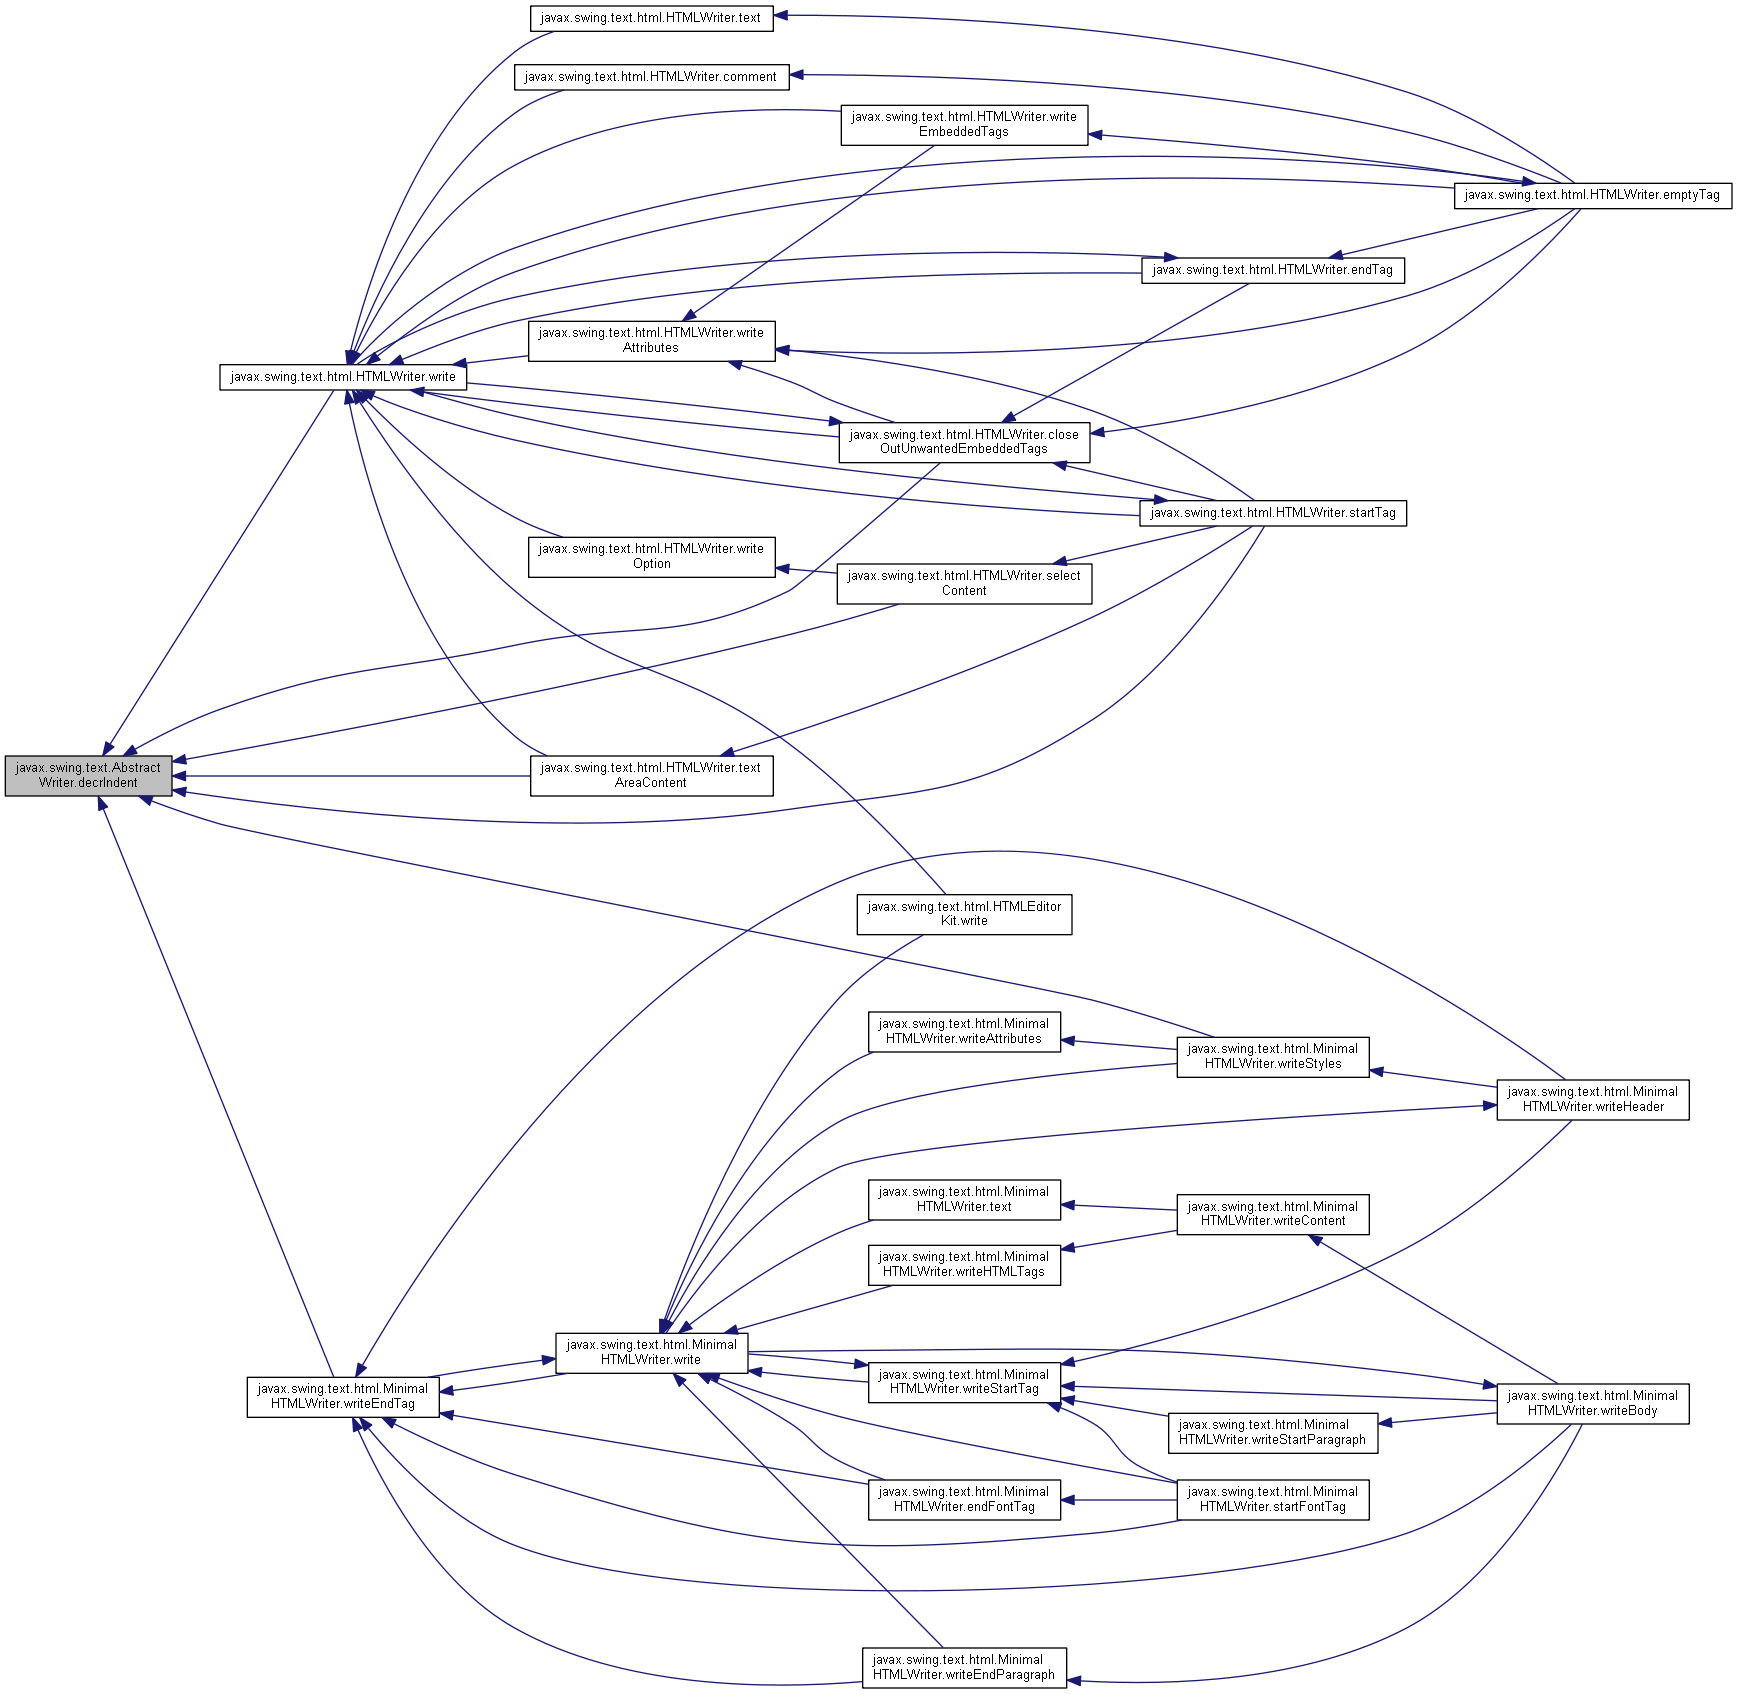 javax.swing.text.html.HTMLWriter.text
javax.swing.text.html.HTMLWriter.comment
javax.swing.text.html.HTMLWriter.write
EmbeddedTags
javax.swing.text.html.HTMLWriter.emptyTag
javax.swing.text.html.HTMLWriter.endTag
javax.swing.text.html.HTMLWriter.write
Attributes
javax.swing.text.html.HTMLWriter.write
javax.swing.text.html.HTMLWriter.close
OutUnwantedEmbeddedTags
javax.swing.text.html.HTMLWriter.startTag
javax.swing.text.html.HTMLWriter.write
Option
javax.swing.text.html.HTMLWriter.select
Content
javax.swing.text.Abstract
Writer.decrIndent
javax.swing.text.html.HTMLWriter.text
AreaContent
javax.swing.text.html.HTMLEditor
Kit.write
javax.swing.text.html.Minimal
HTMLWriter.writeAttributes
javax.swing.text.html.Minimal
HTMLWriter.writeStyles
javax.swing.text.html.Minimal
HTMLWriter.writeHeader
javax.swing.text.html.Minimal
HTMLWriter.text
javax.swing.text.html.Minimal
HTMLWriter.writeContent
javax.swing.text.html.Minimal
HTMLWriter.writeHTMLTags
javax.swing.text.html.Minimal
HTMLWriter.write
javax.swing.text.html.Minimal
HTMLWriter.writeStartTag
javax.swing.text.html.Minimal
HTMLWriter.writeEndTag
javax.swing.text.html.Minimal
HTMLWriter.writeBody
javax.swing.text.html.Minimal
HTMLWriter.writeStartParagraph
javax.swing.text.html.Minimal
HTMLWriter.endFontTag
javax.swing.text.html.Minimal
HTMLWriter.startFontTag
javax.swing.text.html.Minimal
HTMLWriter.writeEndParagraph